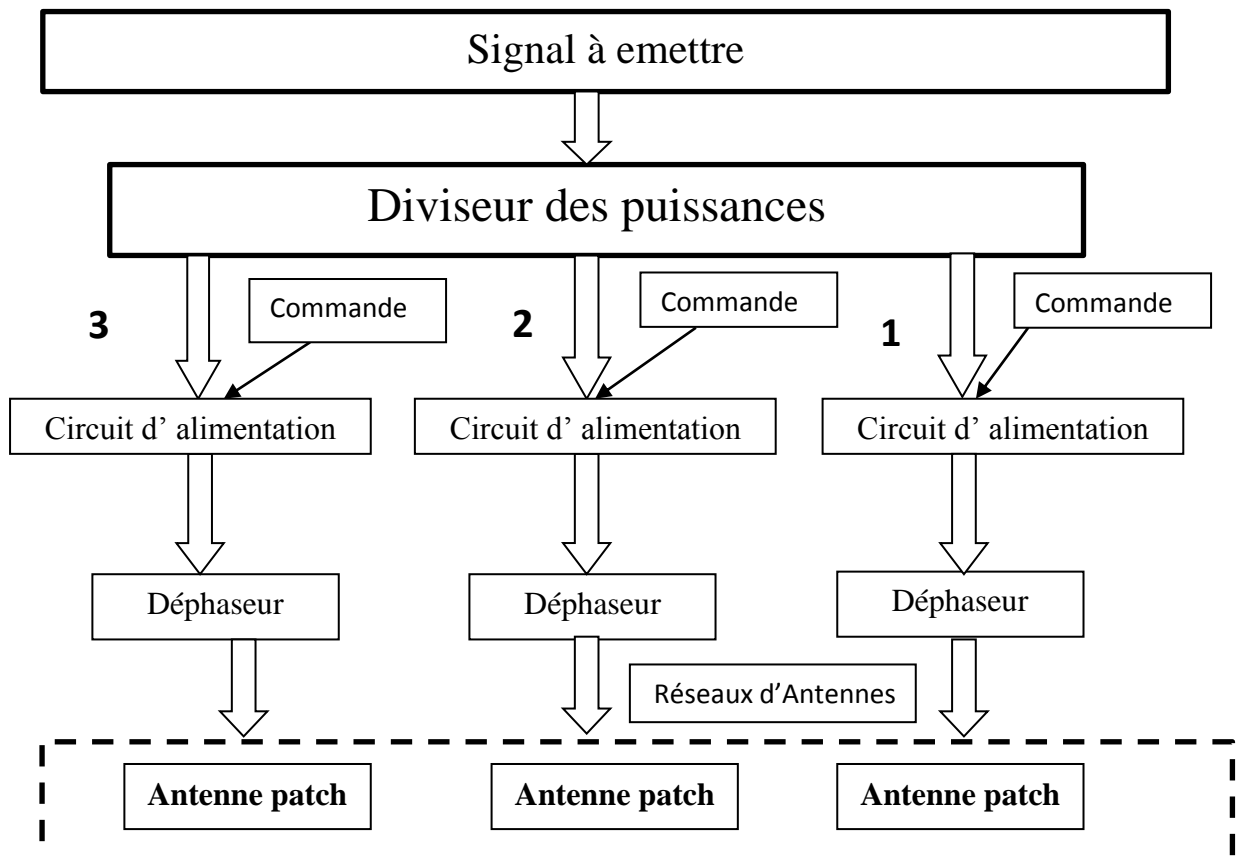 Signal à emettre
Diviseur des puissances
3
Commande
2
Commande
1
Commande
Circuit d’ alimentation
Circuit d’ alimentation
Circuit d’ alimentation
Déphaseur
Déphaseur
Déphaseur
Réseaux d’Antennes
Antenne patch
Antenne patch
Antenne patch